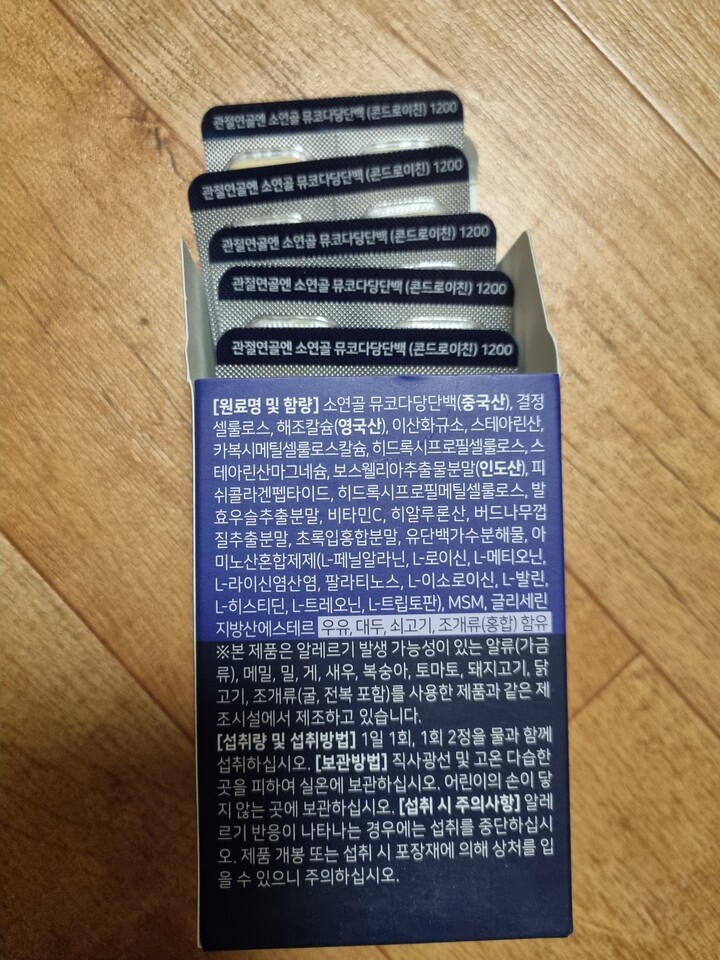 관절연골엔 소연골 뮤코다당단백 (콘드로이친) 1200
관절연골엔 소연골 뮤코다당단백 (콘드로이친) 1200
관절연골엔 소연골 뮤코다당단백 (콘드로이친) 1200
관절연골엔 소연골 뮤코다당단백 (콘드로이친) 1200
관절연골엔 소연골 뮤코다당단백 (콘드로이친) 1200
[원료명 및 함량] 소연골 뮤코다당단백(중국산), 결정
셀룰로스, 해조칼슘(영국산), 이산화규소, 스테아린산,
카복시메틸셀룰로스칼슘, 히드록시프로필셀룰로스, 스
테아린산마그네슘, 보스웰리아추출물분말(인도산), 피
쉬콜라겐펩타이드, 히드록시프로필메틸셀룰로스, 발
효우슬추출분말, 비타민C, 히알루론산, 버드나무껍
질추출분말, 초록입홍합분말, 유단백가수분해물, 아
미노산혼합제제(L-페닐알라닌, L-로이신, L-메티오닌,
L-라이신염산염, 팔라티노스, L-이소로이신, L-발린,
L-히스티딘, L-트레오닌, L-트립토판), MSM, 글리세린
지방산에스테르 우유, 대두, 쇠고기, 조개류(홍합) 함유
※본 제품은 알레르기 발생 가능성이 있는 알류(가금
류), 메밀, 밀, 게, 새우, 복숭아, 토마토, 돼지고기, 닭
고기, 조개류(굴, 전복 포함)를 사용한 제품과 같은 제
조시설에서 제조하고 있습니다.
[섭취량 및 섭취방법] 1일 1회, 1회 2정을 물과 함께
섭취하십시오. [보관방법] 직사광선 및 고온 다습한
곳을 피하여 실온에 보관하십시오. 어린이의 손이 닿
지 않는 곳에 보관하십시오. [섭취 시 주의사항] 알레
르기 반응이 나타나는 경우에는 섭취를 중단하십시
오. 제품 개봉 또는 섭취 시 포장재에 의해 상처를 입
을 수 있으니 주의하십시오.